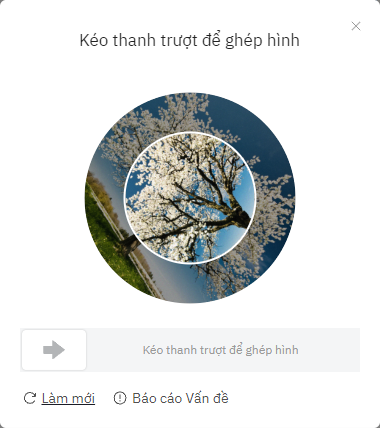 Kéo thanh trượt để ghép hình
Kéo thanh trượt để ghép hình
Làm mới
Báo cáo Vấn đề